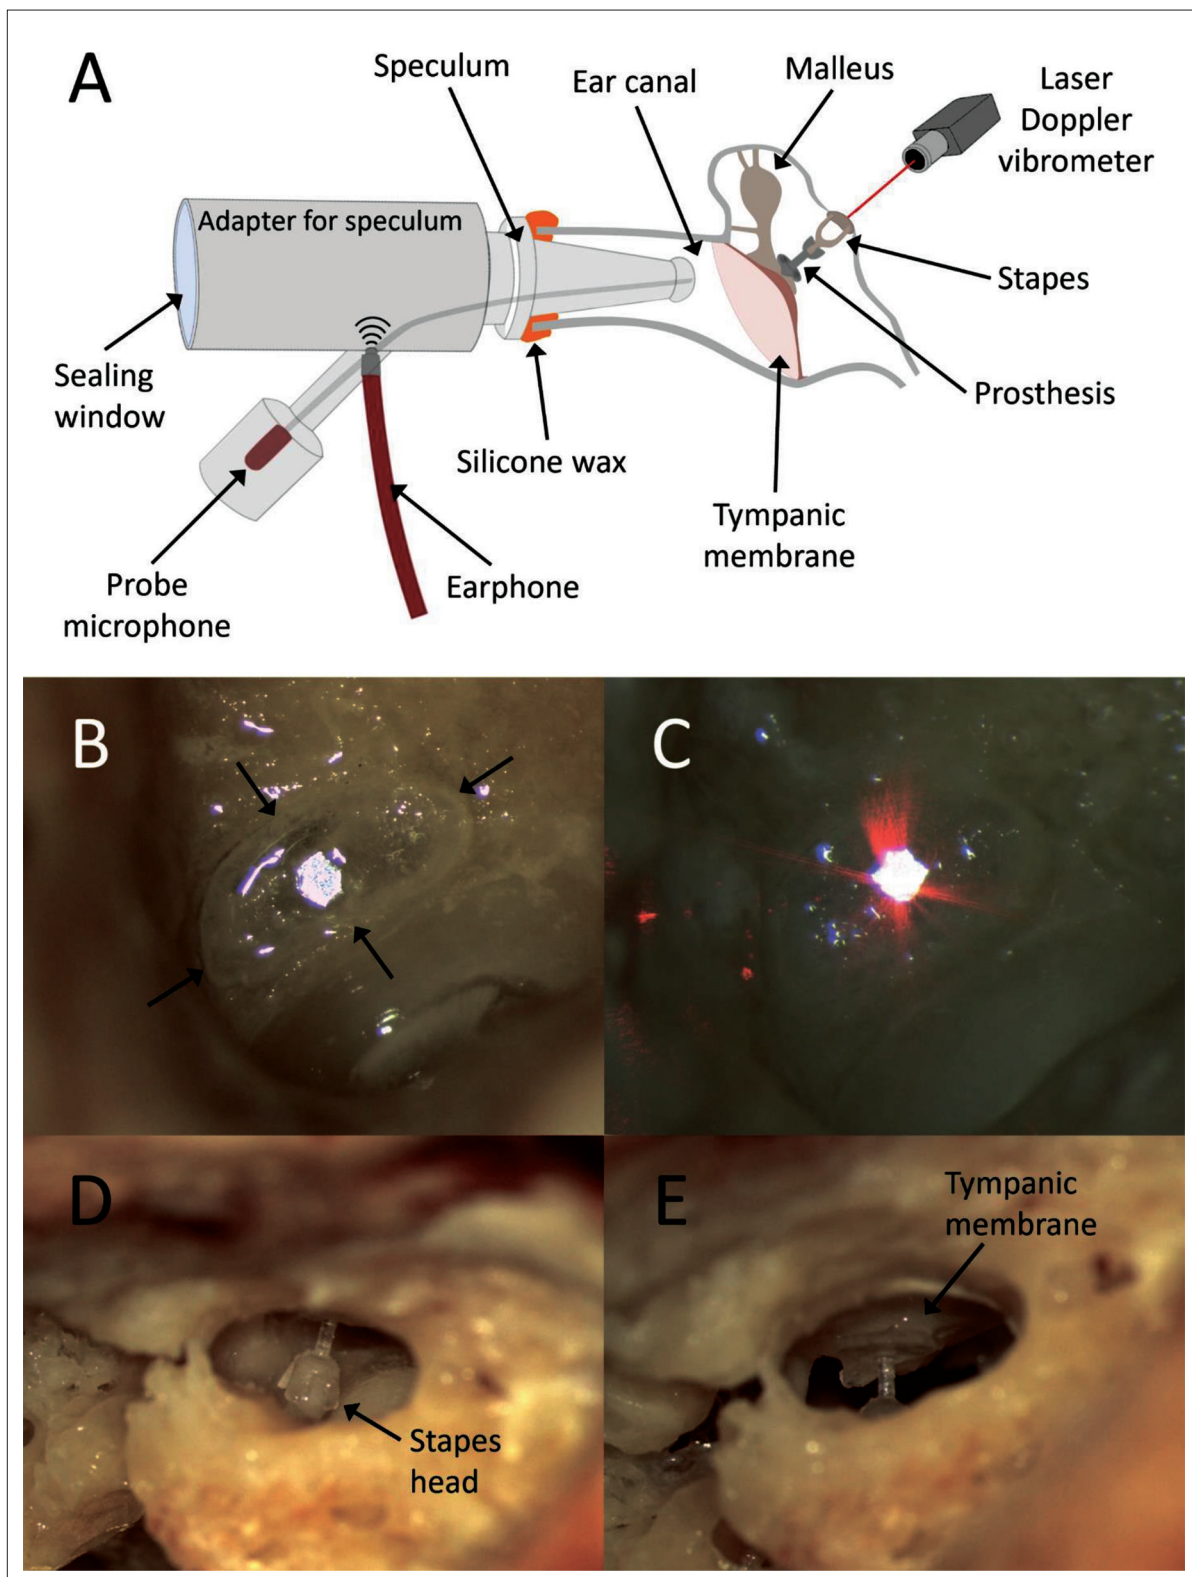 A
Speculum
Ear canal
Malleus
Laser
Doppler
vibrometer
Adapter for speculum
Stapes
Sealing
window
Prosthesis
Silicone wax
Tympanic
membrane
Probe
microphone
Earphone
B
C
D
Stapes
head
E
Tympanic
membrane